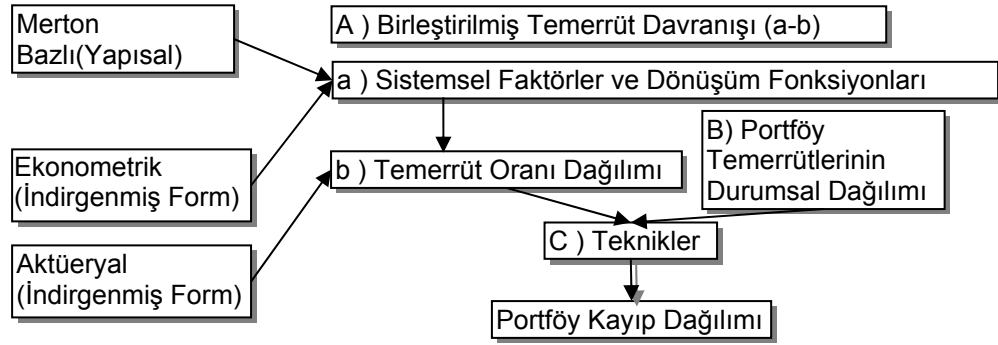 Merton
Bazlı(Yapısal)
A ) Birleştirilmiş Temerrüt Davranışı (a-b)
a ) Sistemsel Faktörler ve Dönüşüm Fonksiyonları
B) Portföy
Temerrütlerinin
Durumsal Dağılımı
Ekonometrik
(İndirgenmiş Form)
b ) Temerrüt Oranı Dağılımı
C ) Teknikler
Aktüeryal
(İndirgenmiş Form)
Portföy Kayıp Dağılımı